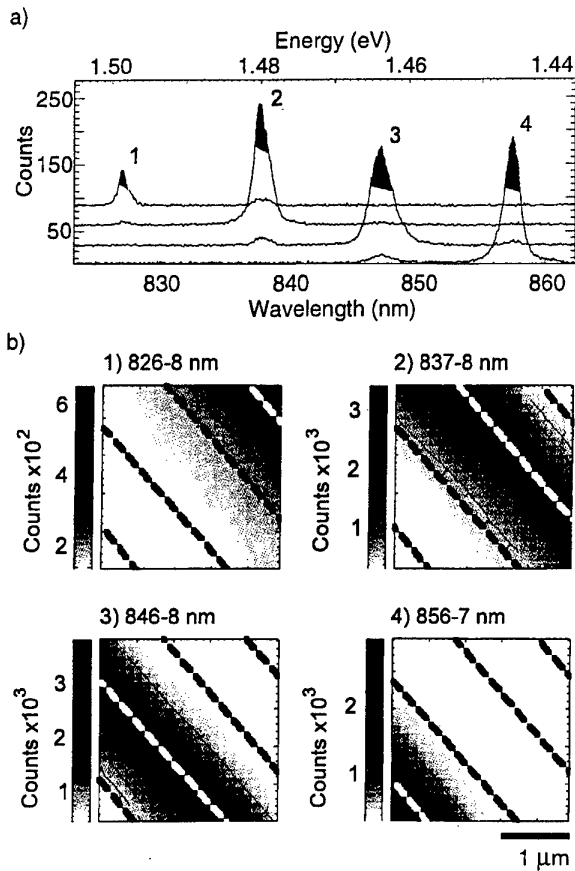 a)
Energy (eV)
1.50 1.48 1.46 1.44
250
150
50
Counts
1 2 3 4
830 840 850 860
Wavelength (nm)
b)
1) 826-8 nm
6
4
2
Counts x10²
2) 837-8 nm
3
2
1
Counts x10³
3) 846-8 nm
3
2
1
Counts x10³
4) 856-7 nm
2
1
Counts x10³
1 μm